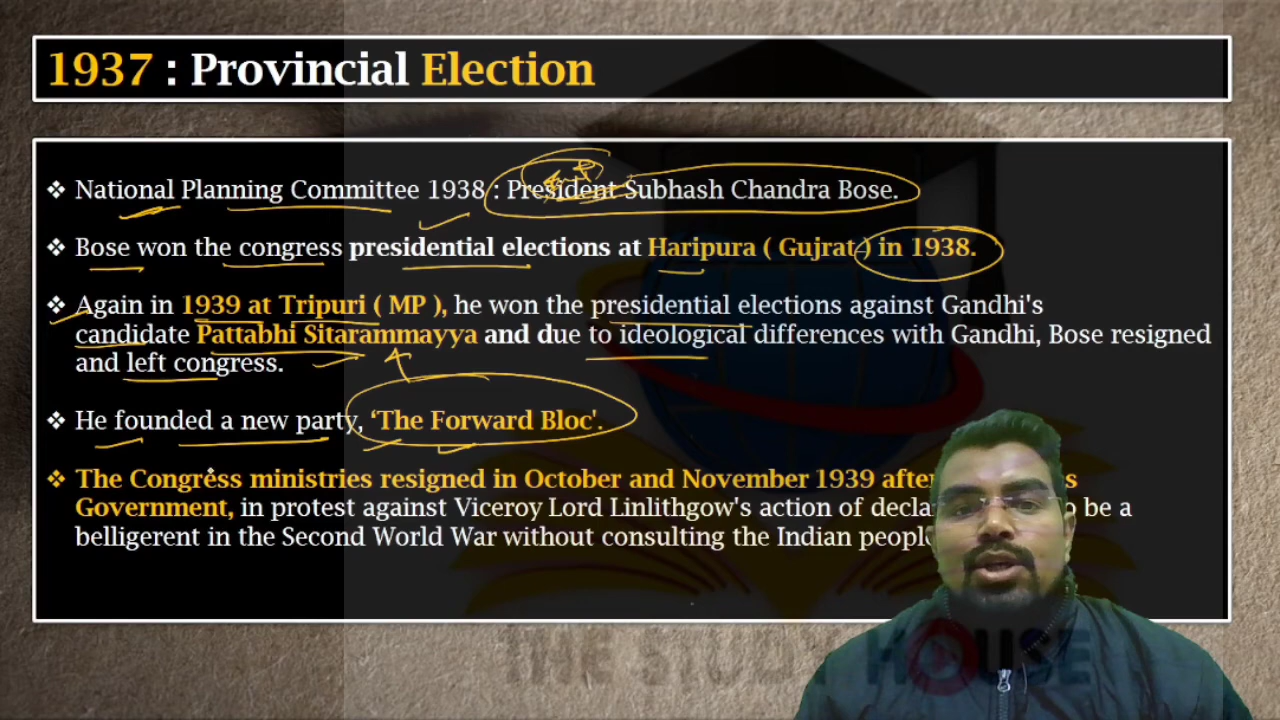 1937 : Provincial Election
❖ National Planning Committee 1938 : President Subhash Chandra Bose.
❖ Bose won the congress presidential elections at Haripura ( Gujrat ) in 1938.
❖ Again in 1939 at Tripuri ( MP ), he won the presidential elections against Gandhi's
candidate Pattabhi Sitarammayya and due to ideological differences with Gandhi, Bose resigned
and left congress.
❖ He founded a new party, ‘The Forward Bloc'.
❖ The Congress ministries resigned in October and November 1939 after
Government, in protest against Viceroy Lord Linlithgow's action of be a
belligerent in the Second World War without consulting the Indian
THE STUDY HOUSE